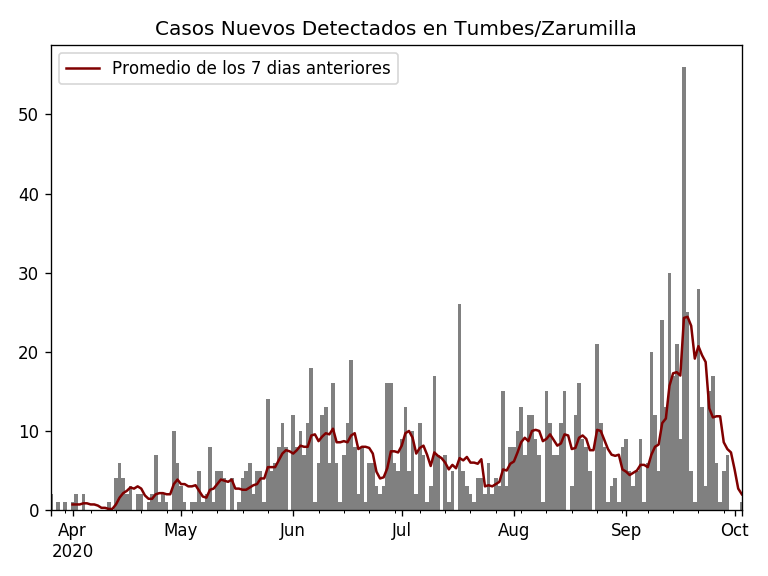 Casos Nuevos Detectados en Tumbes/Zarumilla
Promedio de los 7 dias anteriores
50
40
30
20
10
0
Apr May Jun Jul Aug Sep Oct
2020